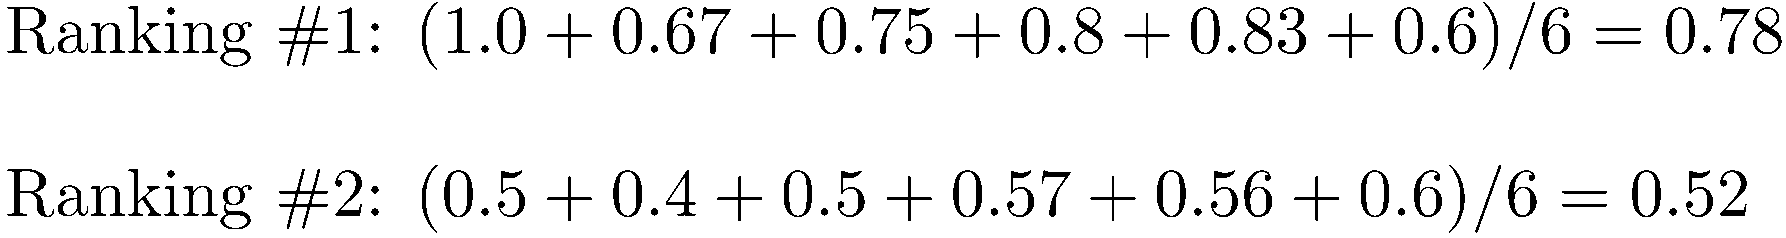 Ranking #1: (1.0 + 0.67 + 0.75 + 0.8 + 0.83 + 0.6)/6 = 0.78
Ranking #2: (0.5 + 0.4 + 0.5 + 0.57 + 0.56 + 0.6)/6 = 0.52